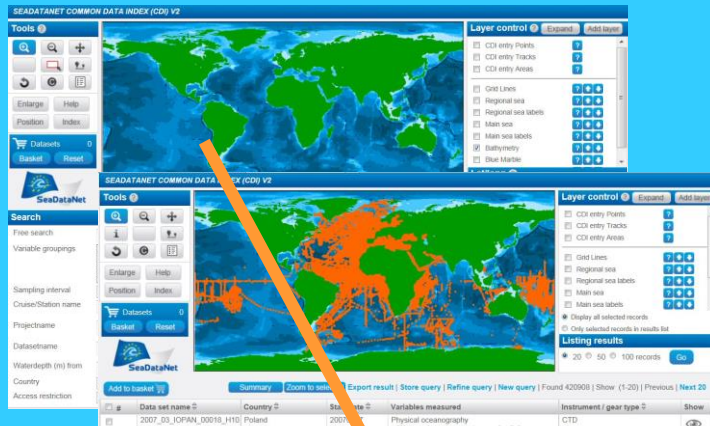 SEADATANET COMMON DATA INDEX (CDI) V2
Tools
Enlarge Help
Position Index
Datasets 0
Basket Reset
SeaDataNet
Search
Free search
Variable groupings
Sampling interval
Cruise/Station name
Projectname
Datasetname
Waterdepth (m) from
Country
Access restriction
Layer control Expand Add layer
CDI entry Points
CDI entry Tracks
CDI entry Areas
Grid Lines
Regional sea
Regional sea labels
Main sea
Main sea labels
Bathymetry
Blue Marble
SEADATANET COMMON DATA INDEX (CDI) V2
Tools
Enlarge Help
Position Index
Datasets 0
Basket Reset
SeaDataNet
Layer control Expand Add layer
CDI entry Points
CDI entry Tracks
CDI entry Areas
Grid Lines
Regional sea
Regional sea labels
Main sea
Main sea labels
Display all selected records
Only selected records in results list
Listing results
20 50 100 records Go
Add to basket Summary Zoom to Export result | Store query | Refine query | New query | Found 420908 | Show (1-20) | Previous | Next 20
# Data set name Country date Variables measured Instrument / gear type Show
2007_03_IOPAN_00018_H10 Poland Physical oceanography CTD